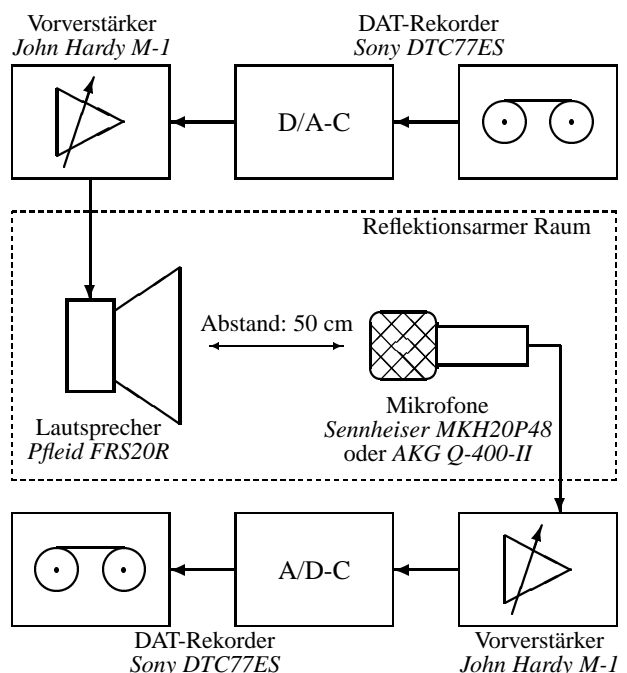 Vorverstärker
John Hardy M-1
DAT-Rekorder
Sony DTC77ES
D/A-C
Reflektionsarmer Raum
Abstand: 50 cm
Lautsprecher
Pfleid FRS20R
Mikrofone
Sennheiser MKH20P48
oder AKG Q-400-II
A/D-C
DAT-Rekorder
Sony DTC77ES
Vorverstärker
John Hardy M-1